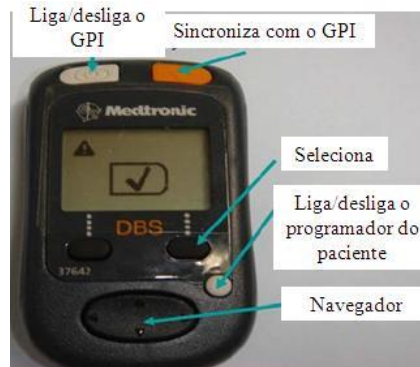 Liga/desliga o
GPI
Sincroniza com o GPI
Medtronic
Seleciona
DBS
Liga/desliga o
programador do
paciente
37642
Navegador